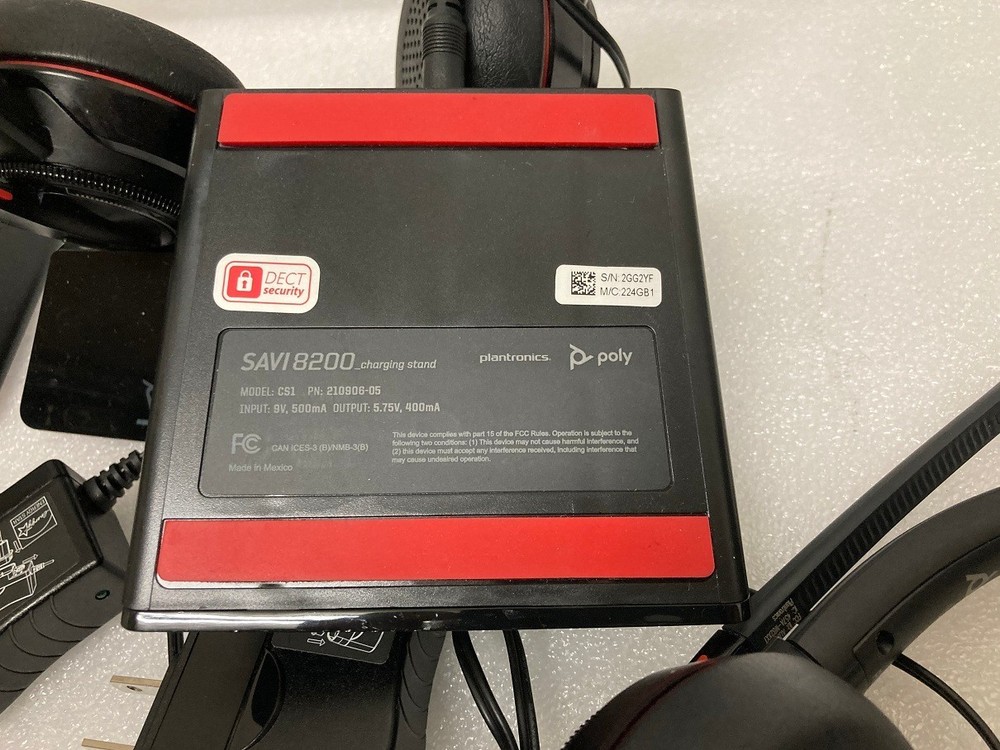 DECT
security
S/N: 2GG2YF
M/C:224GB1
SAVI 8200_charging stand
plantronics.
poly
MODEL: CS1 PN: 210906-05
INPUT: 9V, 500mA OUTPUT: 5.75V, 400mA
FC
CAN ICES-3 (B)/NMB-3(B)
Made in Mexico
This device complies with part 15 of the FCC Rules. Operation is subject to the
following two conditions: (1) This device may not cause harmful interference, and
(2) this device must accept any interference received, including interference that
may cause undesired operation.
ENERGY STAR